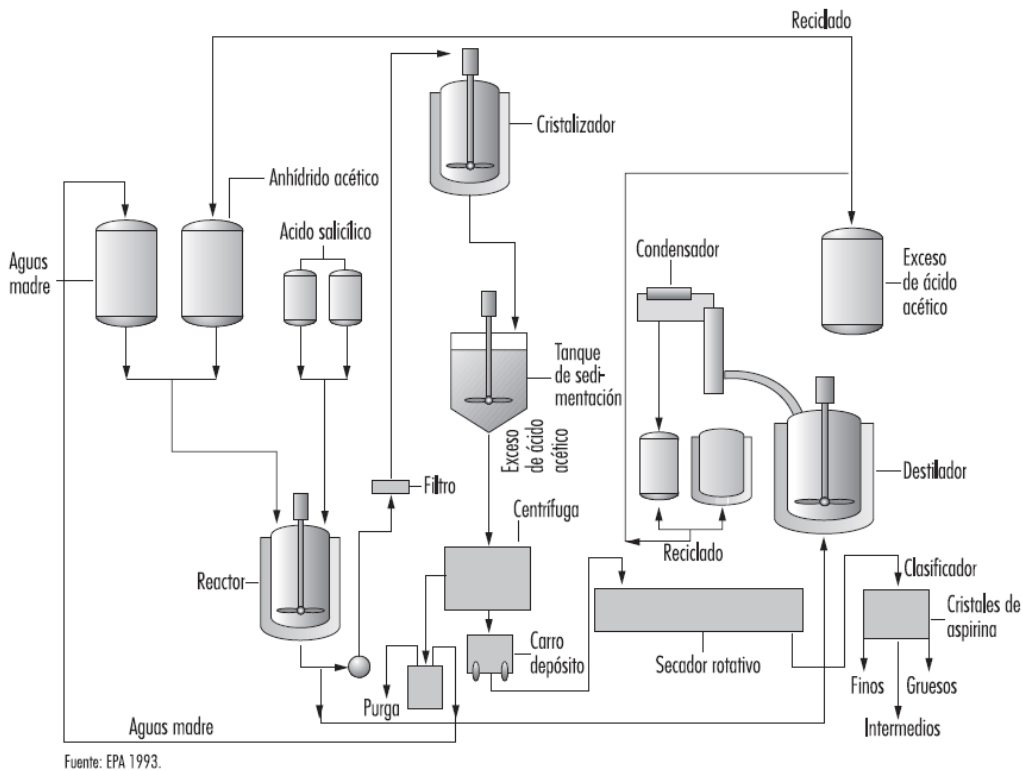 Reciclado
Cristalizador
Anhídrido acético
Acido salicílico
Aguas
madre
Condensador
Exceso
de ácido
acético
Tanque
de sedi-
mentación
Exceso
de ácido
acético
Filtro
Destilador
Centrífuga
Reciclado
Reactor
Clasificador
Cristales de
aspirina
Carro
depósito
Secador rotativo
Finos
Gruesos
Purga
Intermedios
Aguas madre
Fuente: EPA 1993.